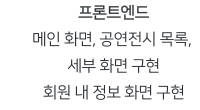 프론트엔드
메인 화면, 공연전시 목록,
세부 화면 구현
회원 내 정보 화면 구현